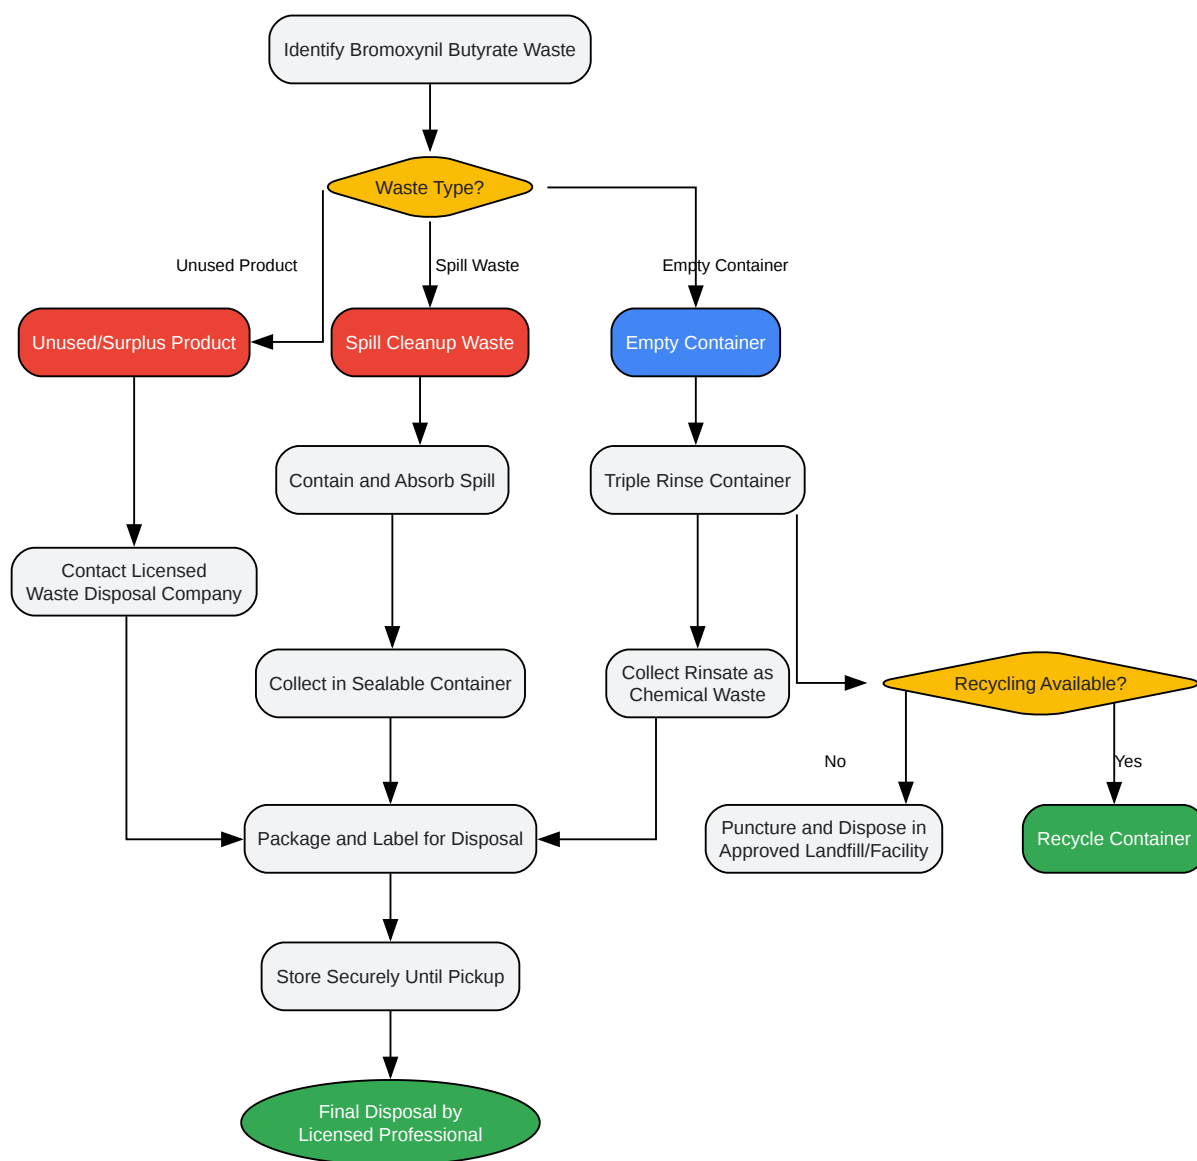 Identify Bromoxynil Butyrate Waste
Waste Type?
Unused Product
Spill Waste
Empty Container
Unused/Surplus Product
Spill Cleanup Waste
Empty Container
Contain and Absorb Spill
Triple Rinse Container
Contact Licensed
Waste Disposal Company
Collect in Sealable Container
Collect Rinsate as
Chemical Waste
Recycling Available?
No
Yes
Package and Label for Disposal
Puncture and Dispose in
Approved Landfill/Facility
Recycle Container
Store Securely Until Pickup
Final Disposal by
Licensed Professional